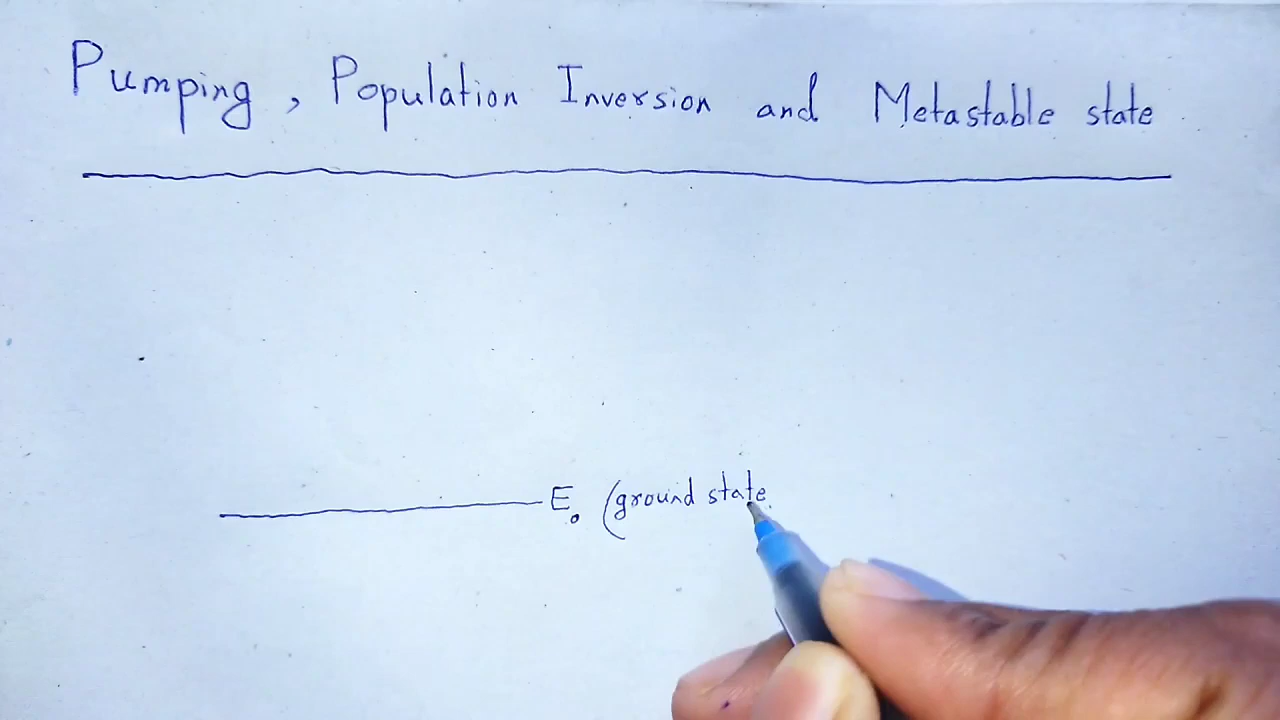 Pumping, Population Inversion and Metastable state
E₀ (ground state